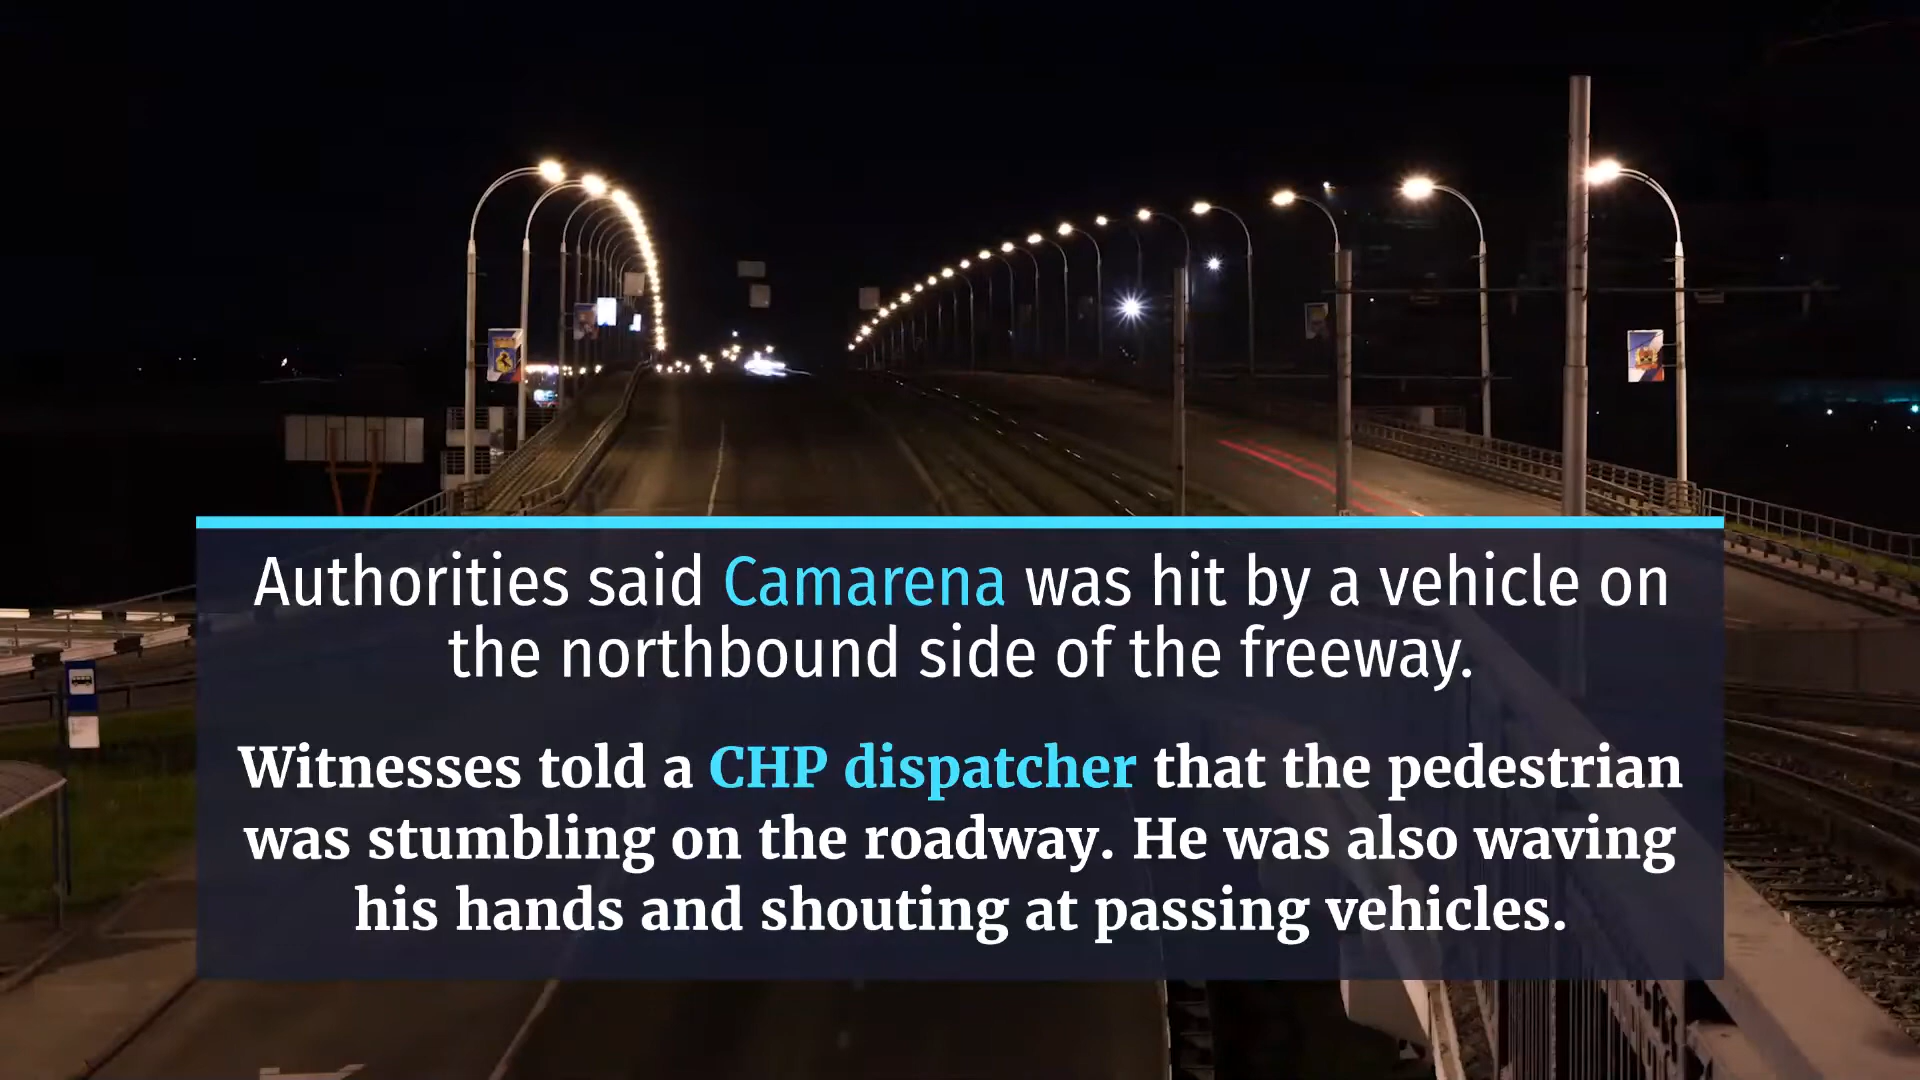 Authorities said Camarena was hit by a vehicle on
the northbound side of the freeway.
Witnesses told a CHP dispatcher that the pedestrian
was stumbling on the roadway. He was also waving
his hands and shouting at passing vehicles.